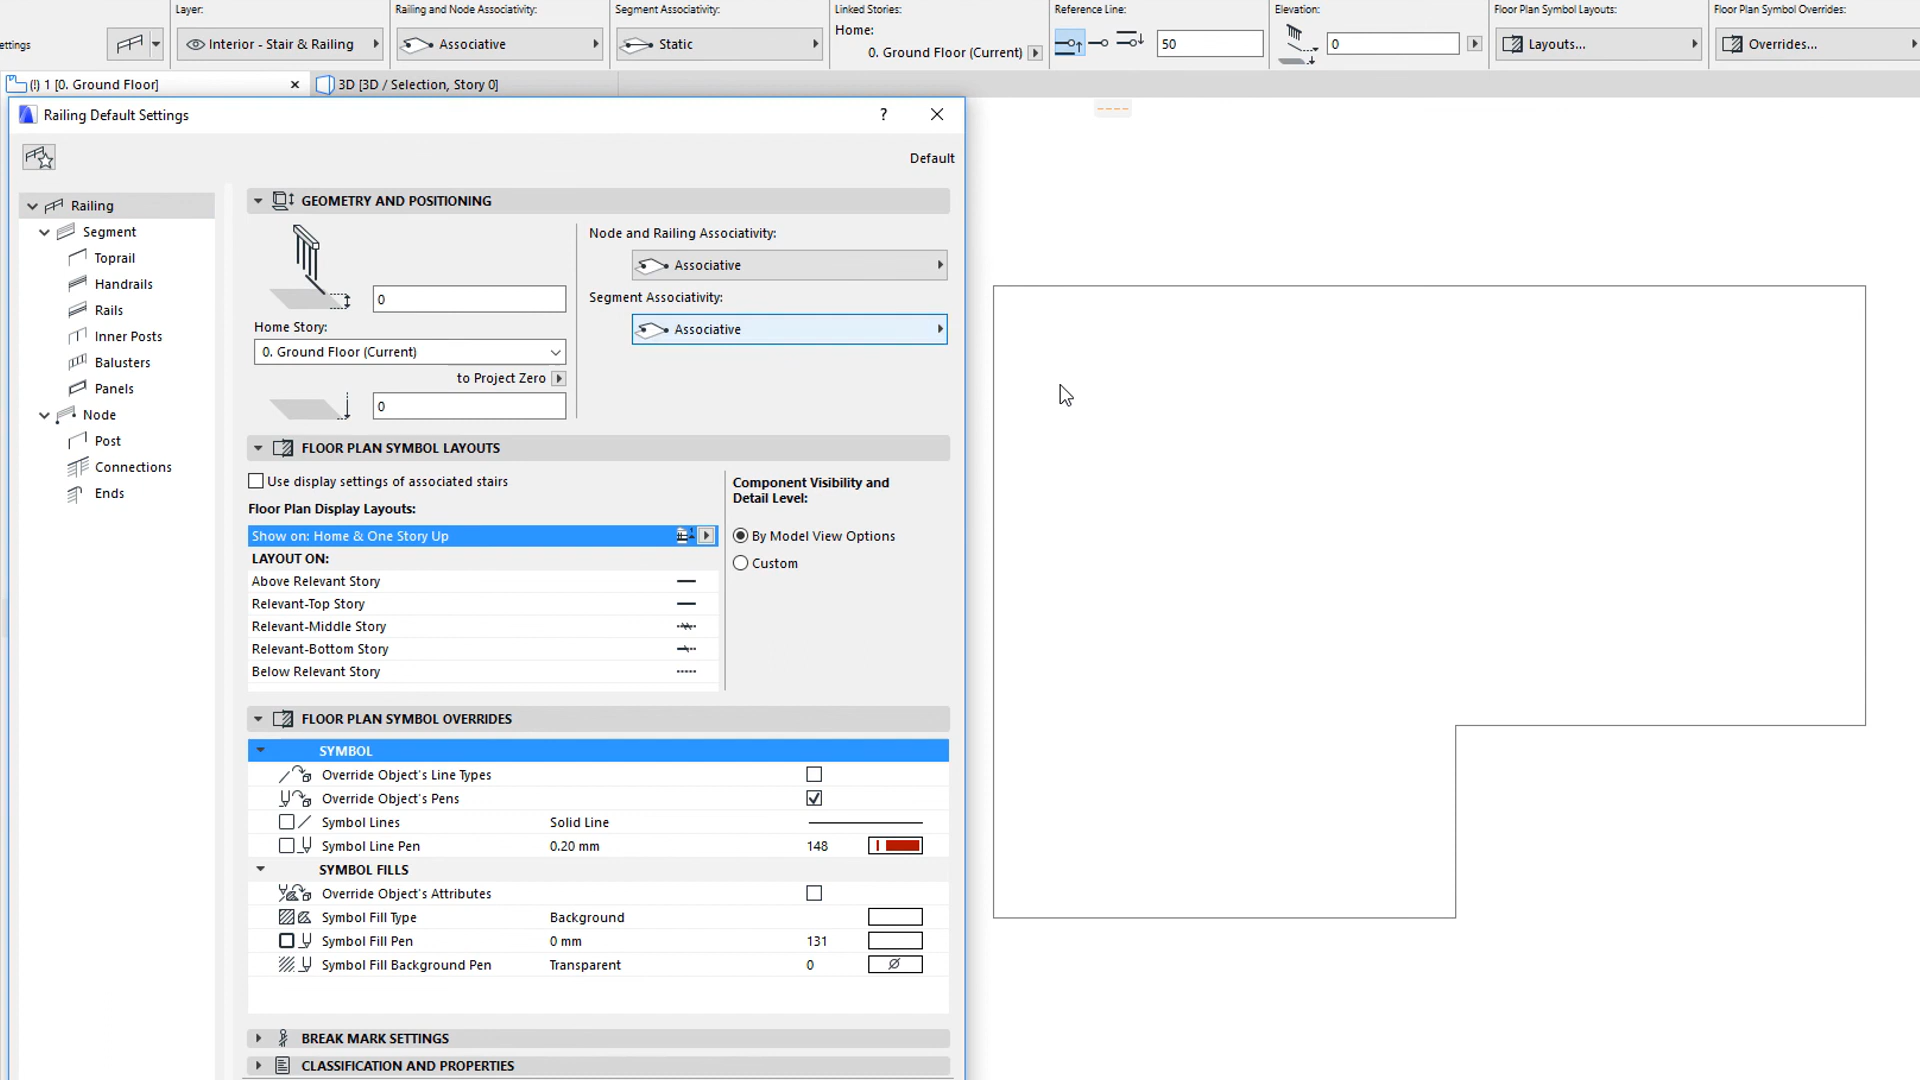 Layer:
Railing and Node Associativity:
Segment Associativity:
Linked Stories:
Reference Line:
Elevation:
Floor Plan Symbol Layouts:
Floor Plan Symbol Overrides:
Home:
ettings
Interior - Stair & Railing
Associative
Static
0. Ground Floor (Current)
50
0
Layouts...
Overrides...
(!) 1 [0. Ground Floor]
3D [3D / Selection, Story 0]
Railing Default Settings
?
Default
Railing
Segment
Toprail
Handrails
Rails
Inner Posts
Balusters
Panels
Node
Post
Connections
Ends
GEOMETRY AND POSITIONING
Node and Railing Associativity:
Associative
0
Segment Associativity:
Home Story:
Associative
0. Ground Floor (Current)
to Project Zero
0
FLOOR PLAN SYMBOL LAYOUTS
Use display settings of associated stairs
Floor Plan Display Layouts:
Show on: Home & One Story Up
LAYOUT ON:
Above Relevant Story
Relevant-Top Story
Relevant-Middle Story
Relevant-Bottom Story
Below Relevant Story
Component Visibility and
Detail Level:
By Model View Options
Custom
FLOOR PLAN SYMBOL OVERRIDES
SYMBOL
Override Object's Line Types
Override Object's Pens
Symbol Lines Solid Line
Symbol Line Pen 0.20 mm 148
SYMBOL FILLS
Override Object's Attributes
Symbol Fill Type Background
Symbol Fill Pen 0 mm 131
Symbol Fill Background Pen Transparent 0
BREAK MARK SETTINGS
CLASSIFICATION AND PROPERTIES